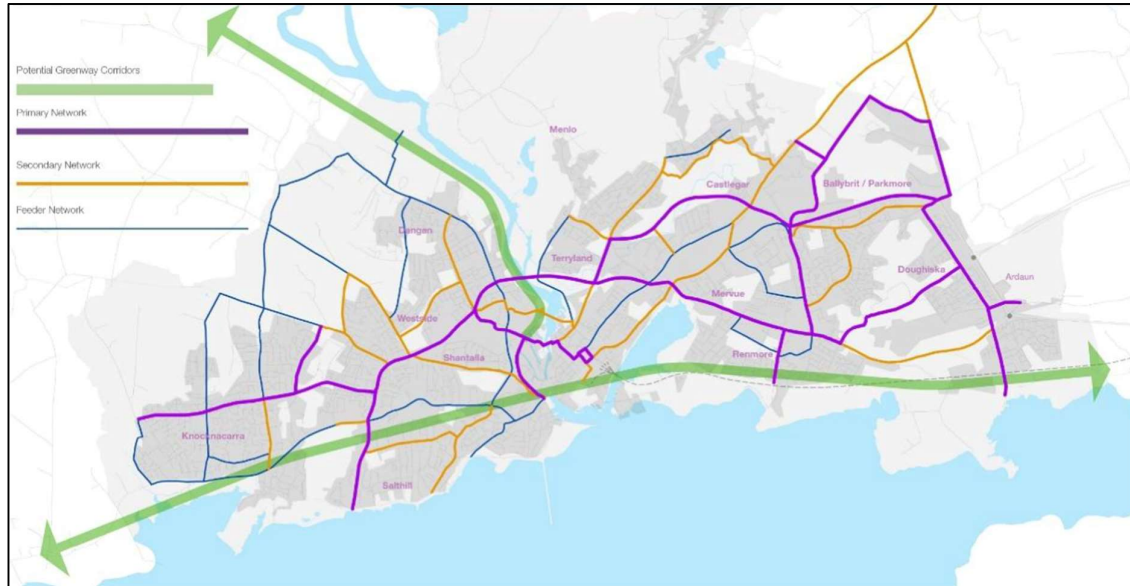 Potential Greenway Corridors
Primary Network
Secondary Network
Feeder Network
Menlo
Castlegar
Ballybrit / Parkmore
Dangan
Terryland
Doughiska
Ardaun
Mervue
Westside
Shantalla
Renmore
Knocknacarra
Salthill